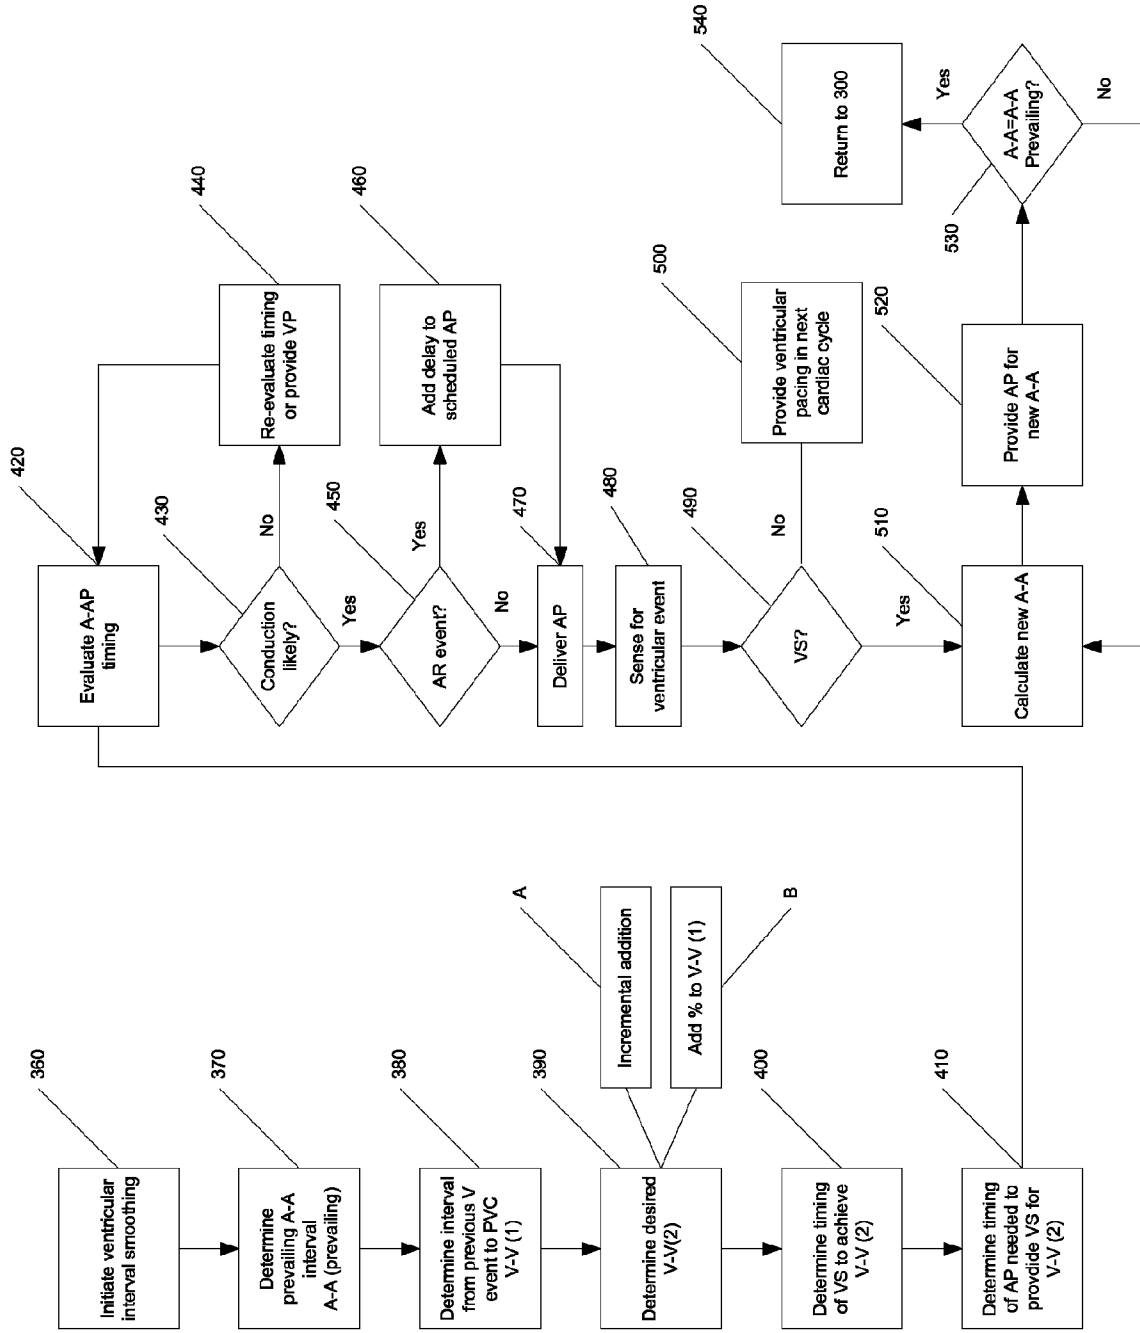 360
Initiate ventricular
interval smoothing
370
Determine
prevailing A-A
interval
A-A (prevailing)
380
Determine interval
from previous V
event to PVC
V-V (1)
390
Determine desired
V-V(2)
A
Incremental addition
Add % to V-V (1)
B
400
Determine timing
of VS to achieve
V-V (2)
410
Determine timing
of AP needed to
provdide VS for
V-V (2)
420
Evaluate A-AP
timing
430
Conduction
likely?
No
440
Re-evaluate timing
or provide VP
Yes
450
AR event?
Yes
460
Add delay to
scheduled AP
No
470
Deliver AP
480
Sense for
ventricular event
490
VS?
No
500
Provide ventricular
pacing in next
cardiac cycle
Yes
510
Calculate new A-A
520
Provide AP for
new A-A
530
A-A=A-A
Prevailing?
Yes
No
540
Return to 300